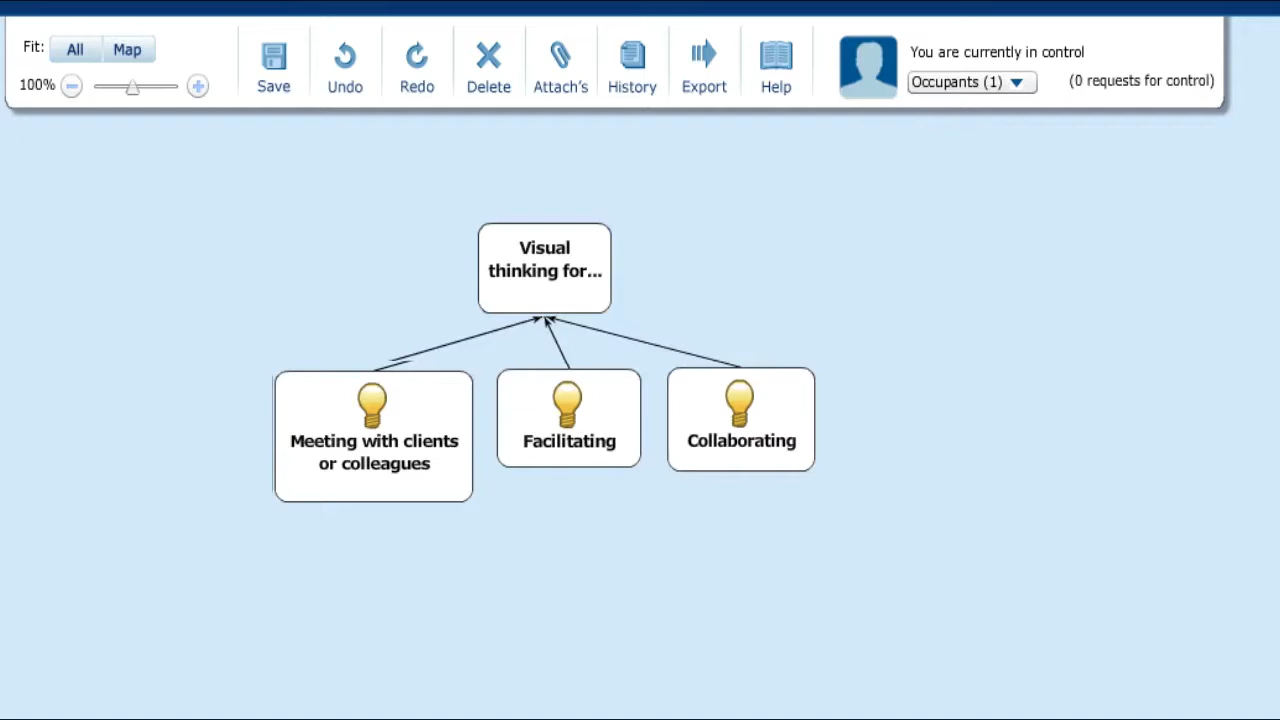 Fit: All Map
100%
Save Undo Redo Delete Attach's History Export Help
You are currently in control
Occupants (1)
(0 requests for control)
Visual
thinking for...
Meeting with clients
or colleagues
Facilitating
Collaborating